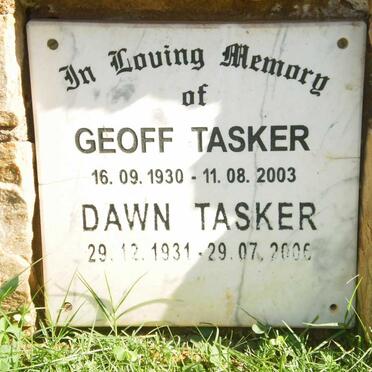 In Loving Memory
of
GEOFF TASKER
16. 09. 1930 - 11. 08. 2003
DAWN TASKER
29. 12. 1931 - 29. 07. 2006